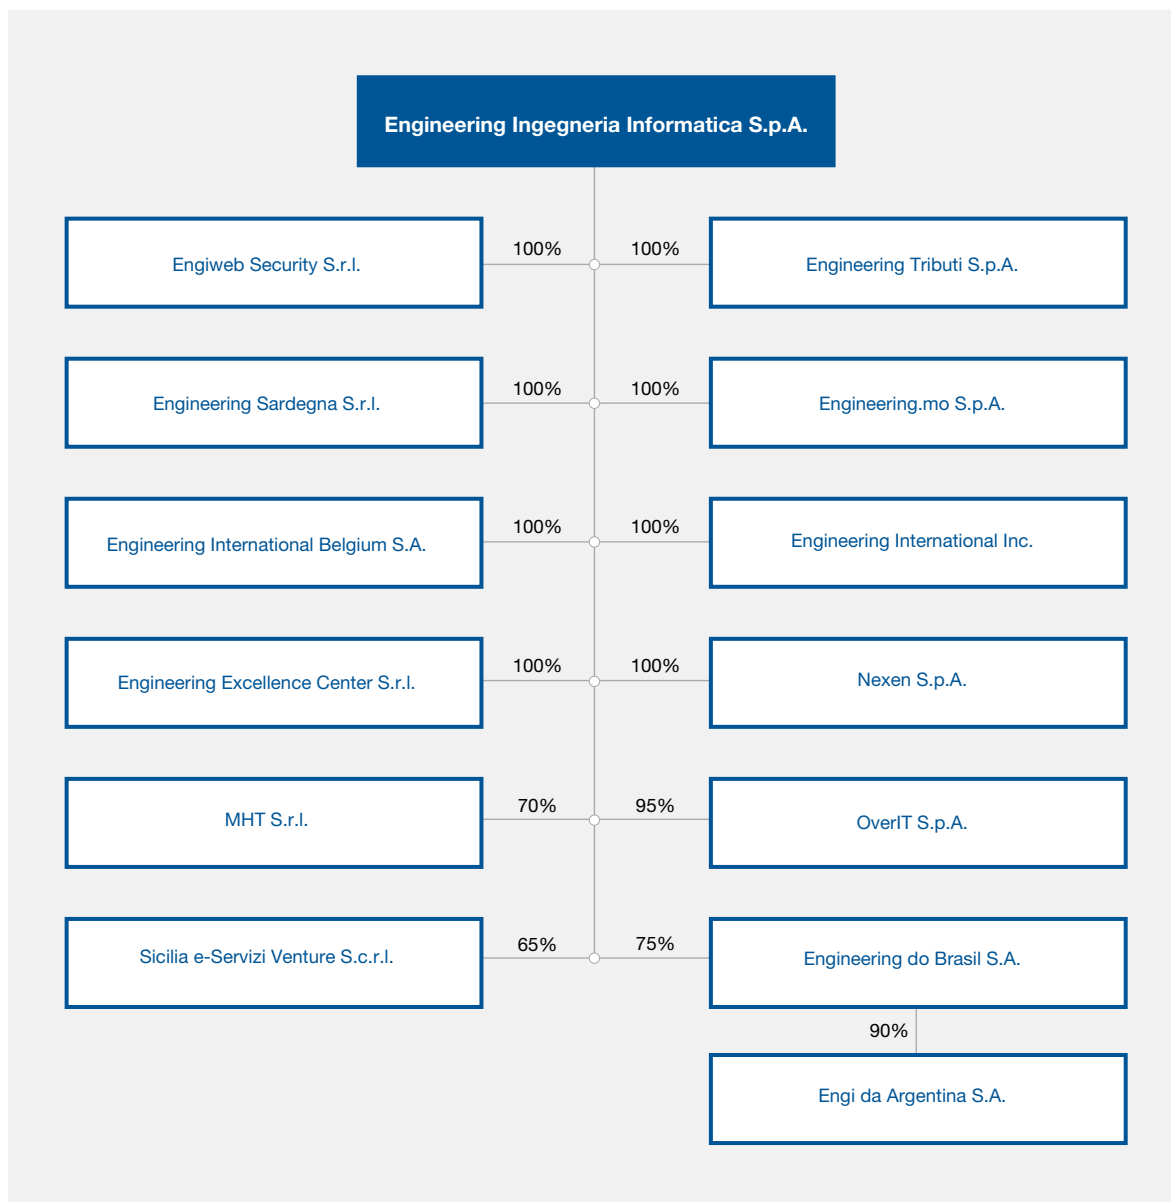 Engineering Ingegneria Informatica S.p.A.
Engiweb Security S.r.l.
100%
100%
Engineering Tributi S.p.A.
Engineering Sardegna S.r.l.
100%
100%
Engineering.mo S.p.A.
Engineering International Belgium S.A.
100%
100%
Engineering International Inc.
Engineering Excellence Center S.r.l.
100%
100%
Nexen S.p.A.
MHT S.r.l.
70%
95%
OverIT S.p.A.
Sicilia e-Servizi Venture S.c.r.l.
65%
75%
Engineering do Brasil S.A.
90%
Engi da Argentina S.A.